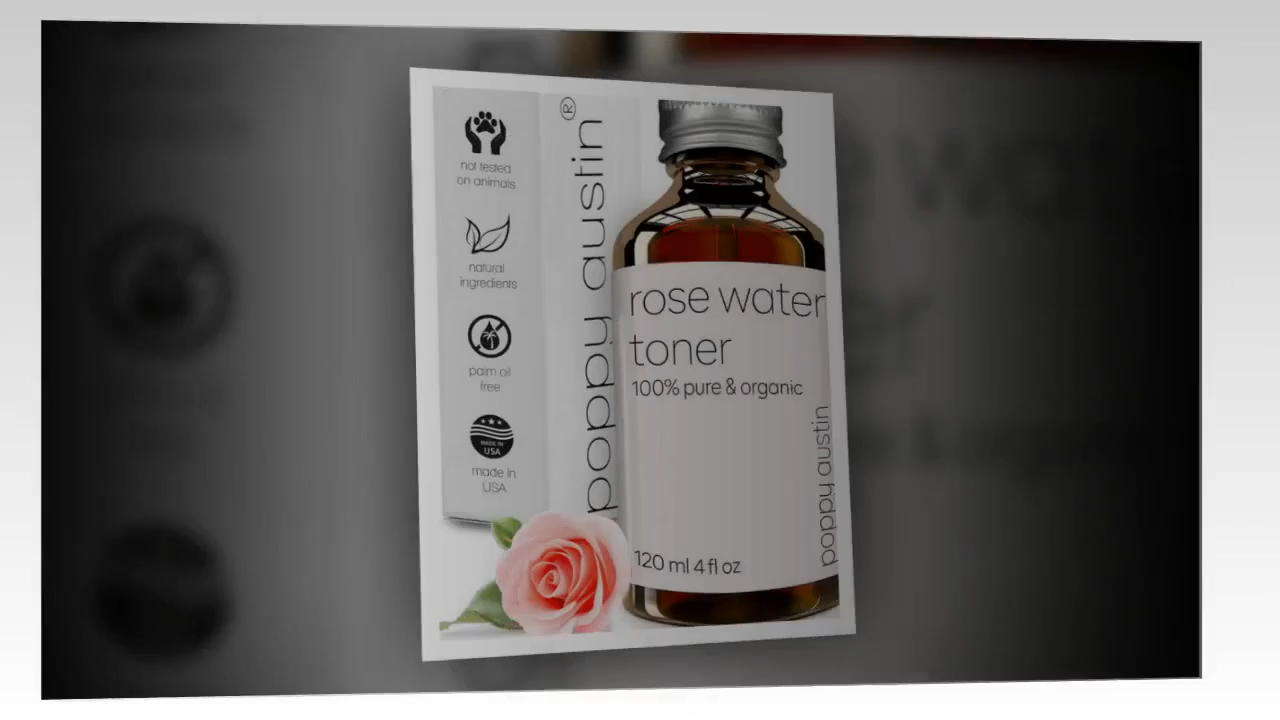 not tested
on animals
natural
ingredients
palm oil
free
MADE IN
USA
made in
USA
poppy austin®
rose water
toner
100% pure & organic
poppy austin
120 ml 4 fl oz